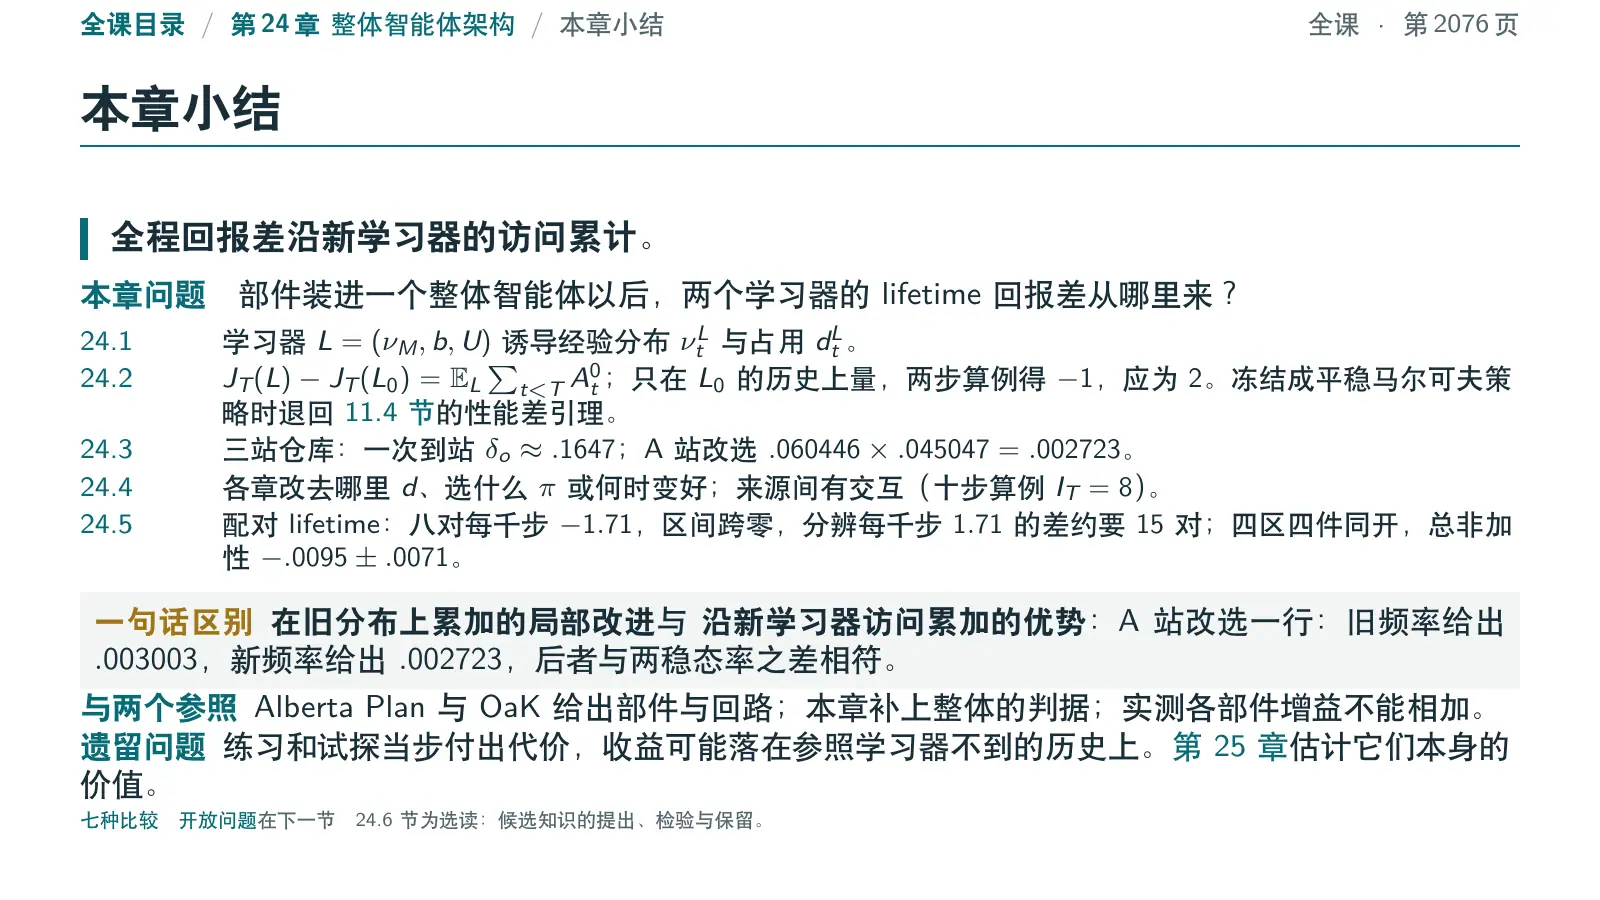 全课目录 / 第 24 章 整体智能体架构 / 本章小结
全课 · 第 2076 页
本章小结
全程回报差沿新学习器的访问累计。
本章问题 部件装进一个整体智能体以后，两个学习器的 lifetime 回报差从哪里来？
24.1 学习器 $L = (\nu_M, b, U)$ 诱导经验分布 $\nu_t^L$ 与占用 $d_t^L$。
24.2 $J_T(L) - J_T(L_0) = \mathbb{E}_L \sum_{t<T} A_t^0$；只在 $L_0$ 的历史上量，两步算例得 −1，应为 2。冻结成平稳马尔可夫策
略时退回 11.4 节的性能差引理。
24.3 三站仓库：一次到站 $\delta_o \approx .1647$；A 站改选 .060446 × .045047 = .002723。
24.4 各章改去哪里 $d$、选什么 $\pi$ 或何时变好；来源间有交互（十步算例 $I_T = 8$）。
24.5 配对 lifetime：八对每千步 −1.71，区间跨零，分辨每千步 1.71 的差约要 15 对；四区四件同开，总非加
性 −.0095 ± .0071。
一句话区别 在旧分布上累加的局部改进与 沿新学习器访问累加的优势：A 站改选一行：旧频率给出
.003003，新频率给出 .002723，后者与两稳态率之差相符。
与两个参照 Alberta Plan 与 OaK 给出部件与回路；本章补上整体的判据；实测各部件增益不能相加。
遗留问题 练习和试探当步付出代价，收益可能落在参照学习器不到的历史上。第 25 章估计它们本身的
价值。
七种比较 开放问题在下一节 24.6 节为选读：候选知识的提出、检验与保留。